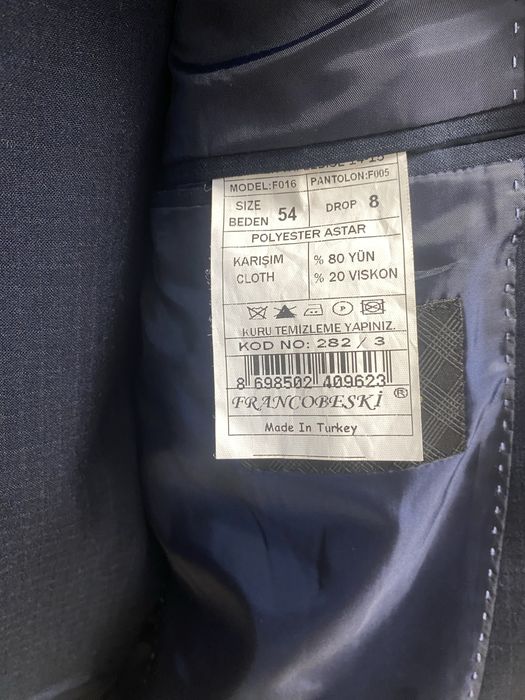 MODEL:F016 PANTOLON:F005
SIZE
BEDEN 54 DROP 8
POLYESTER ASTAR
KARIŞIM % 80 YÜN
CLOTH % 20 VISKON
P
KURU TEMİZLEME YAPINIZ.
KOD NO: 282 / 3
8 698502 409623
FRANCOBESKİ ®
Made In Turkey